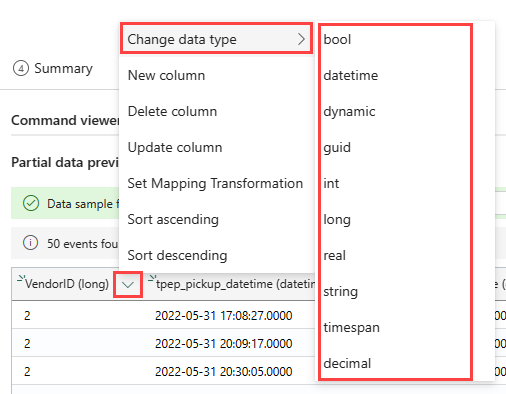 Change data type
bool
New column
datetime
4 Summary
Delete column
dynamic
Command viewer
Update column
guid
Partial data previ
Set Mapping Transformation
int
Data sample f
Sort ascending
long
50 events fou
Sort descending
real
VendorID (long)
tpep_pickup_datetime (datetim
string
2
2022-05-31 17:08:27.0000
timespan
2
2022-05-31 20:09:17.0000
decimal
2
2022-05-31 20:30:05.0000